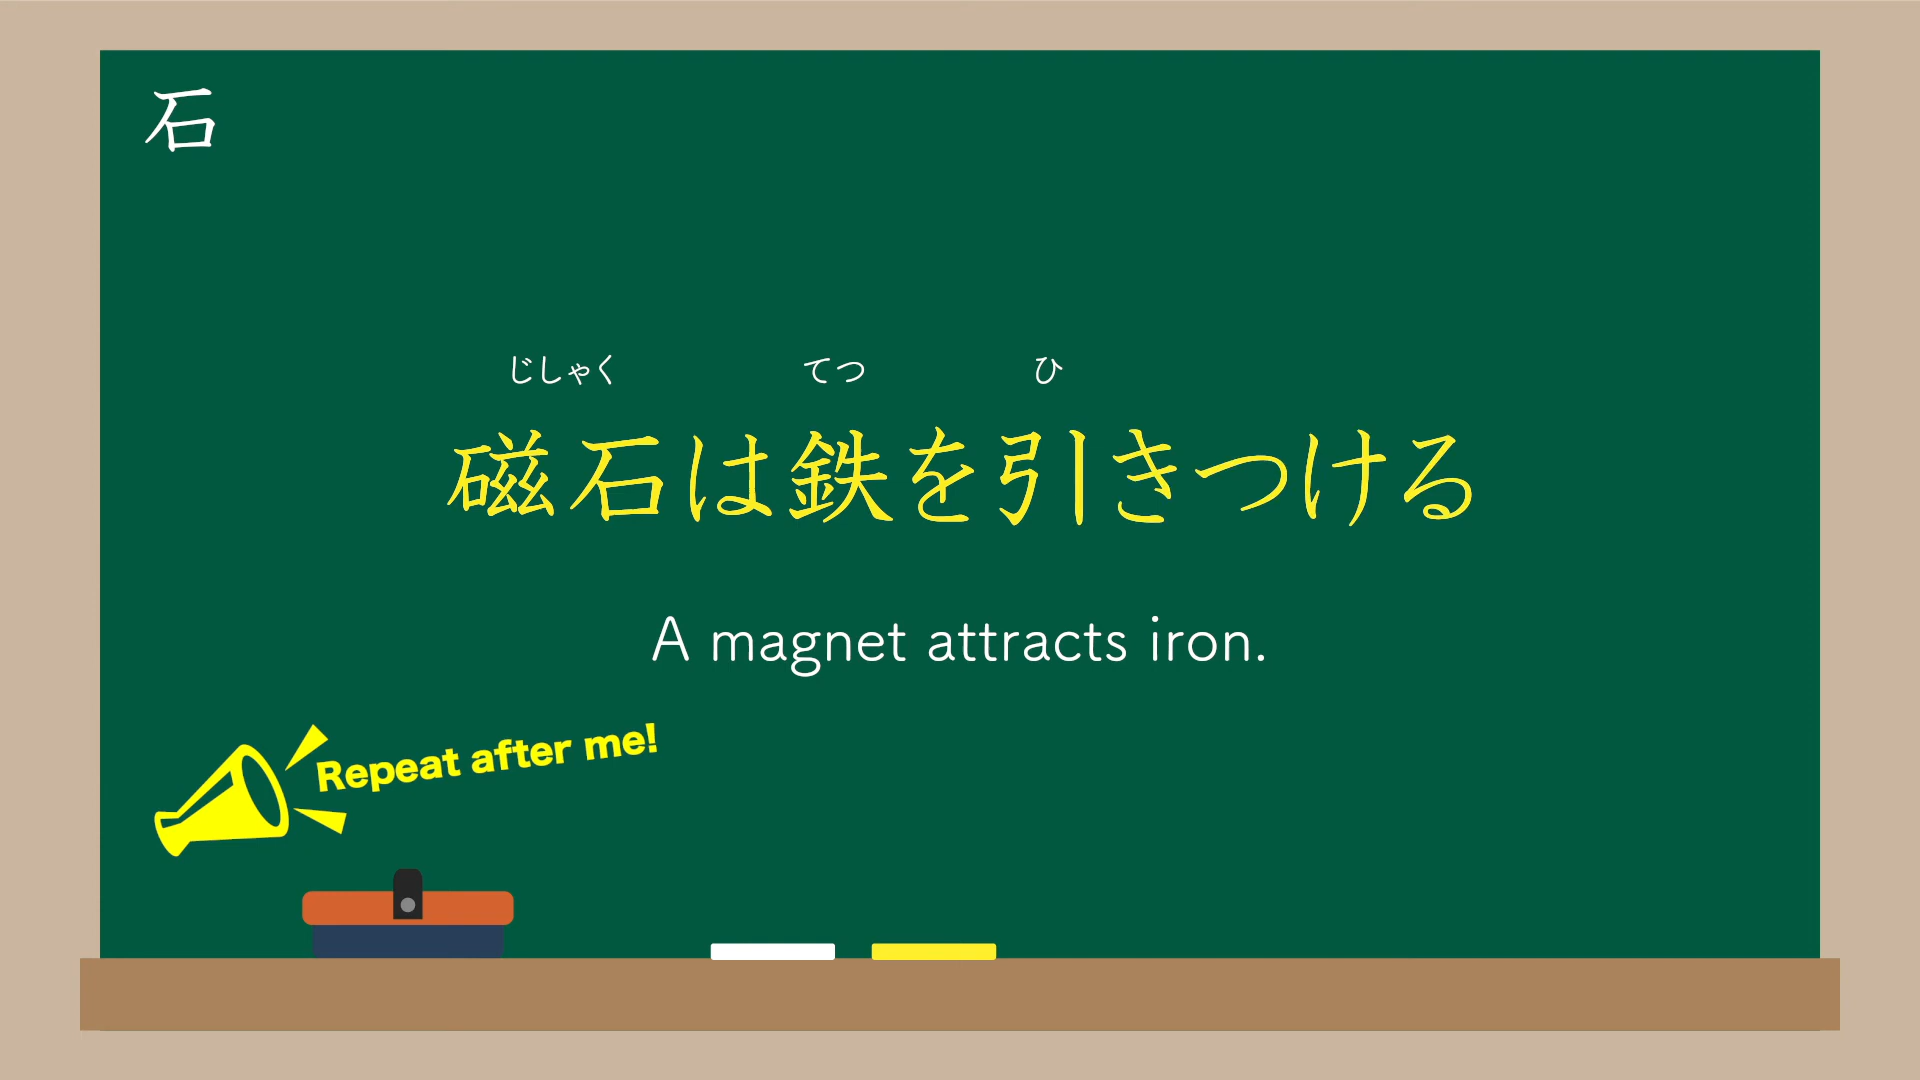 石
じしゃく てつ ひ
磁石は鉄を引きつける
A magnet attracts iron.
Repeat after me!